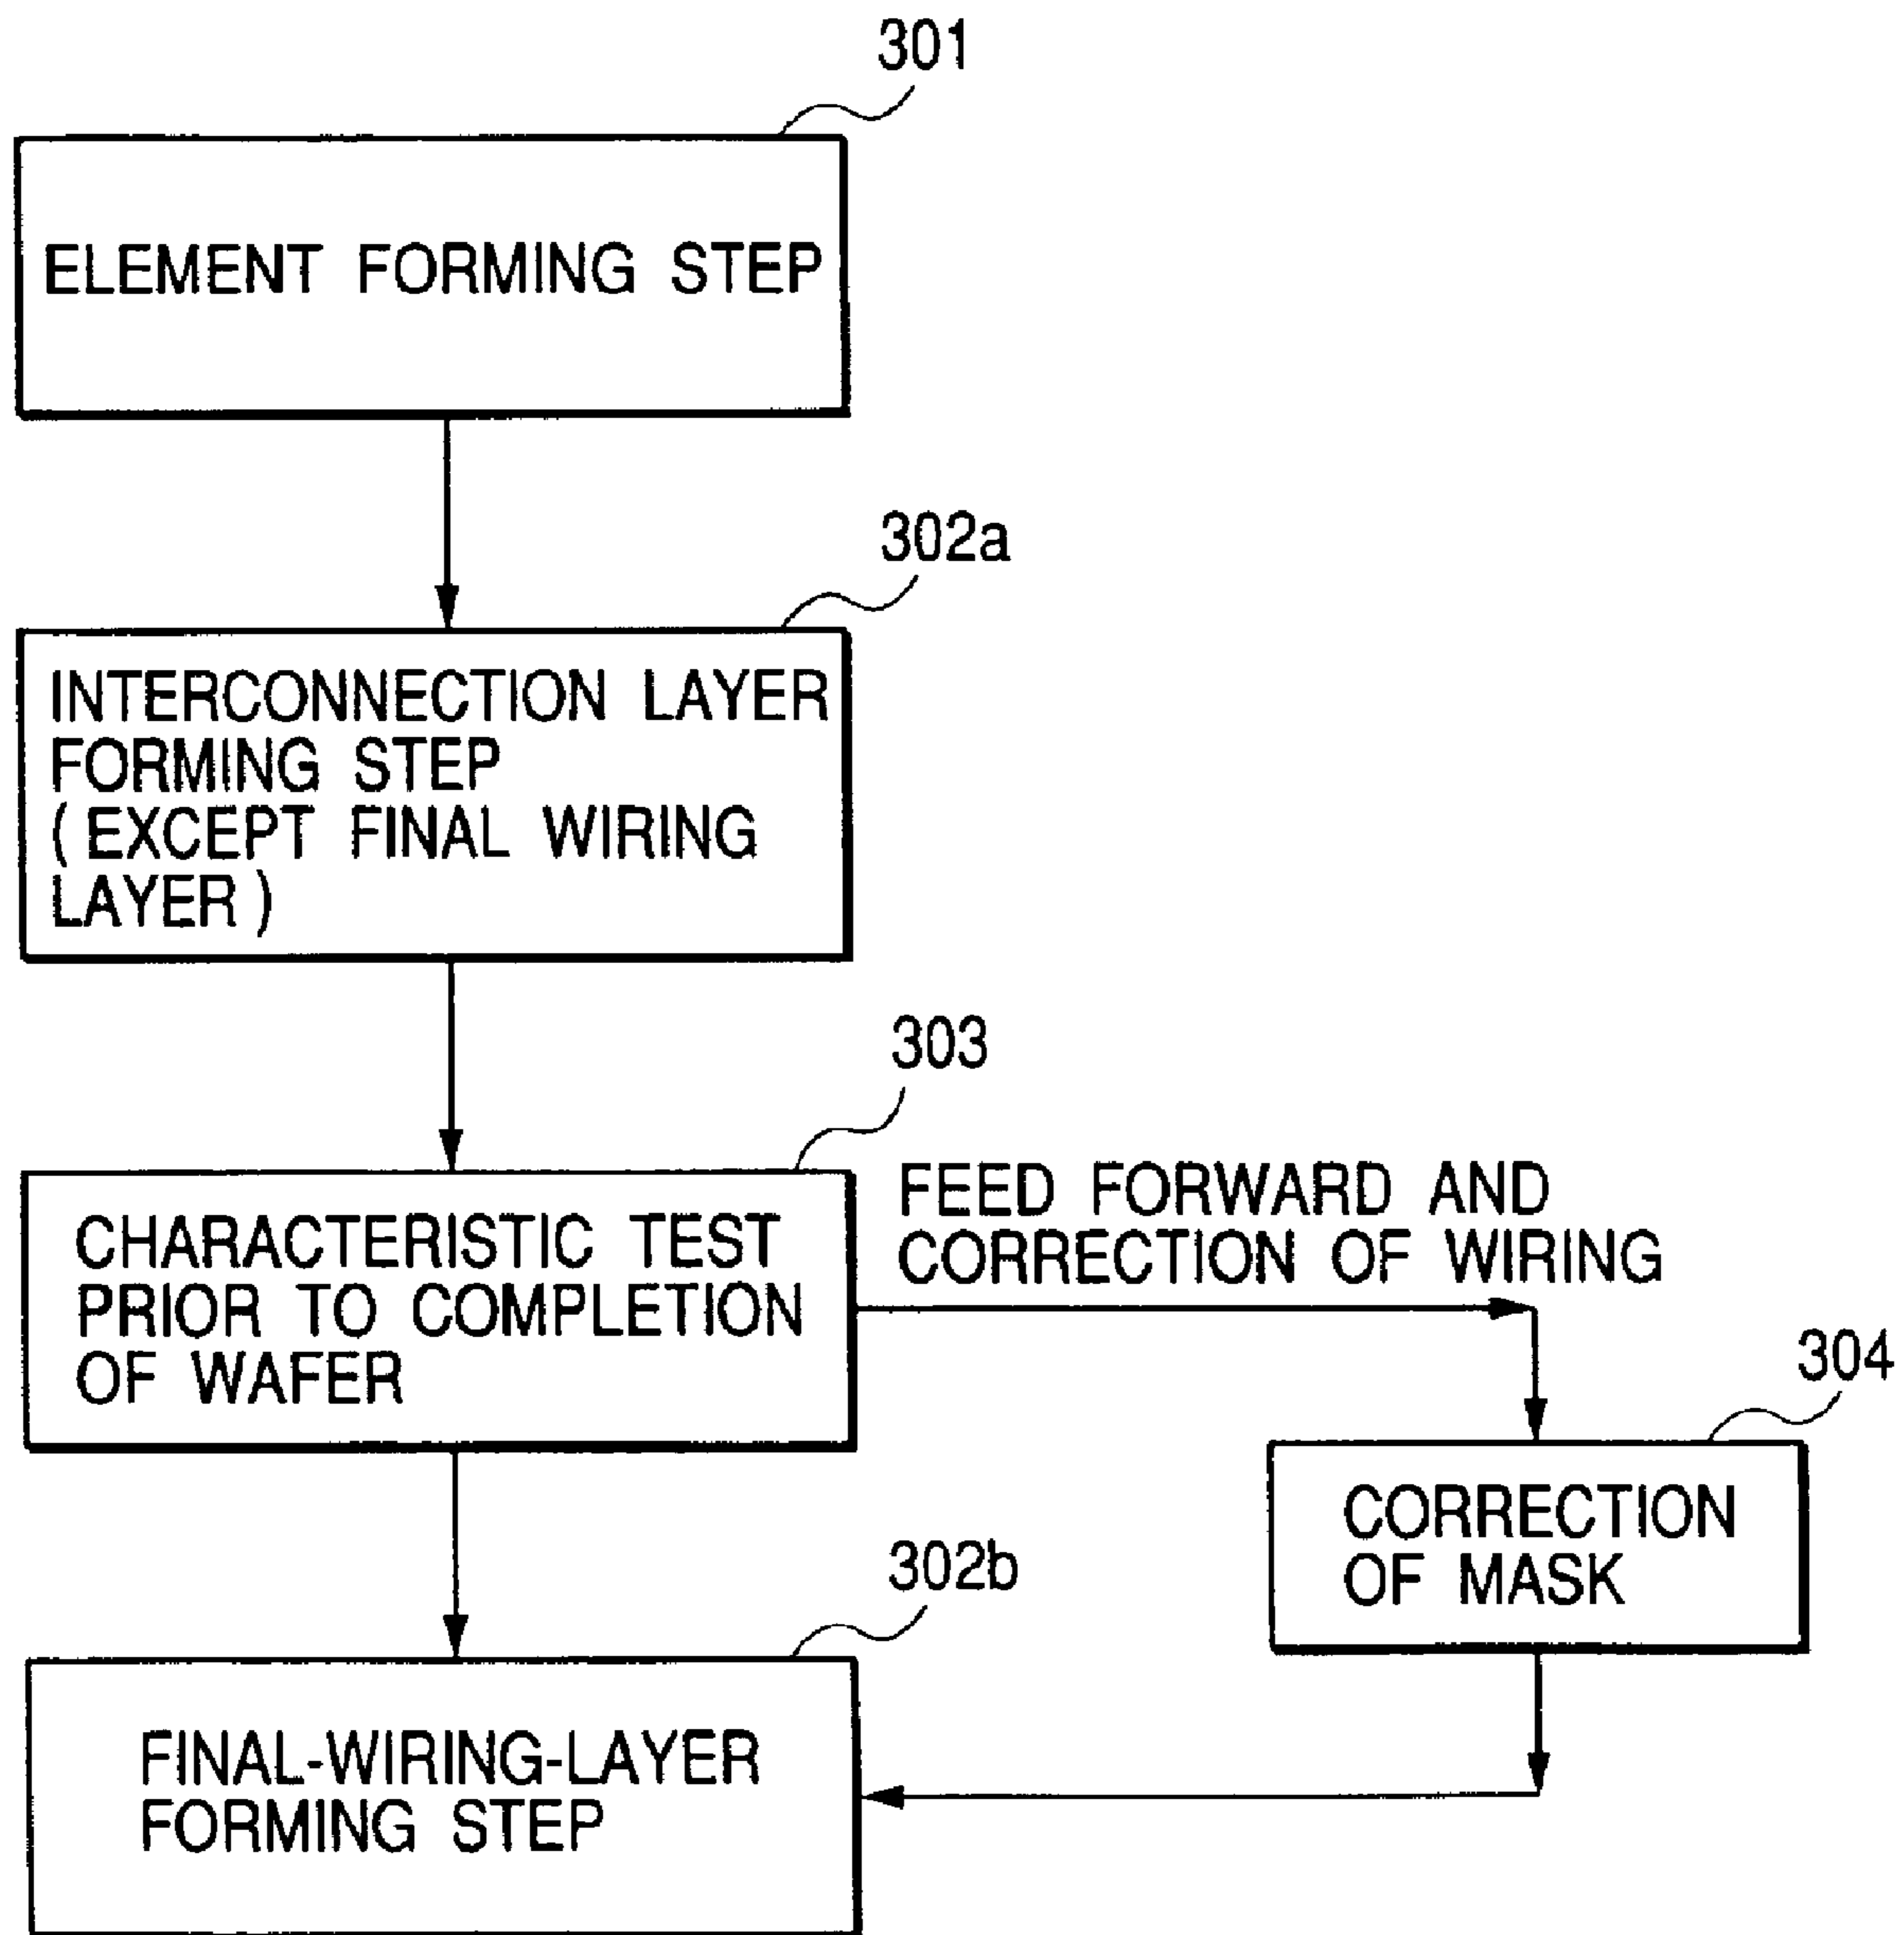 301
ELEMENT FORMING STEP
302a
INTERCONNECTION LAYER
FORMING STEP
(EXCEPT FINAL WIRING
LAYER)
303
CHARACTERISTIC TEST
PRIOR TO COMPLETION
OF WAFER
FEED FORWARD AND
CORRECTION OF WIRING
304
CORRECTION
OF MASK
302b
FINAL-WIRING-LAYER
FORMING STEP